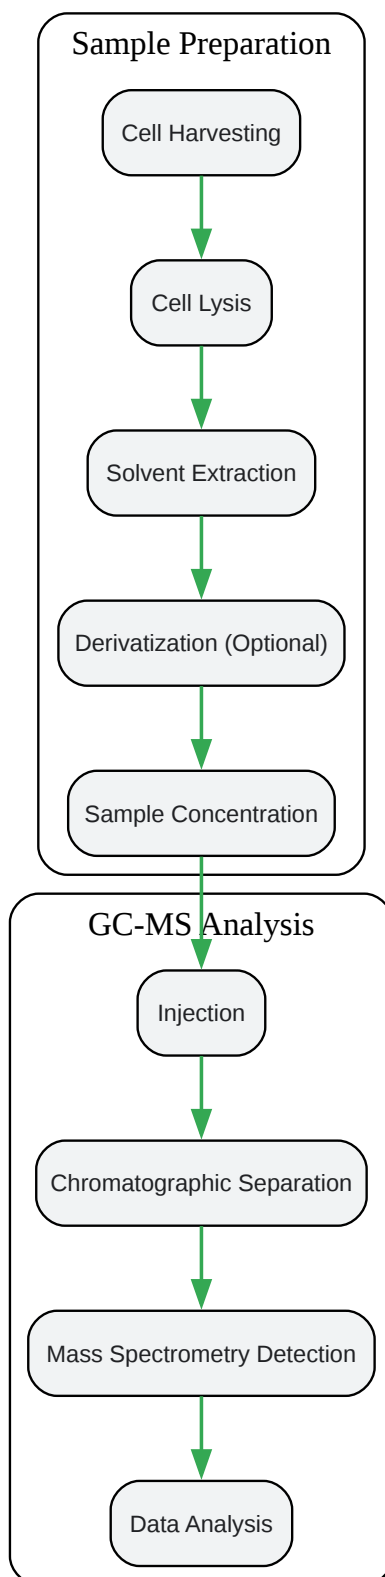 Sample Preparation
Cell Harvesting
Cell Lysis
Solvent Extraction
Derivatization (Optional)
Sample Concentration
GC-MS Analysis
Injection
Chromatographic Separation
Mass Spectrometry Detection
Data Analysis